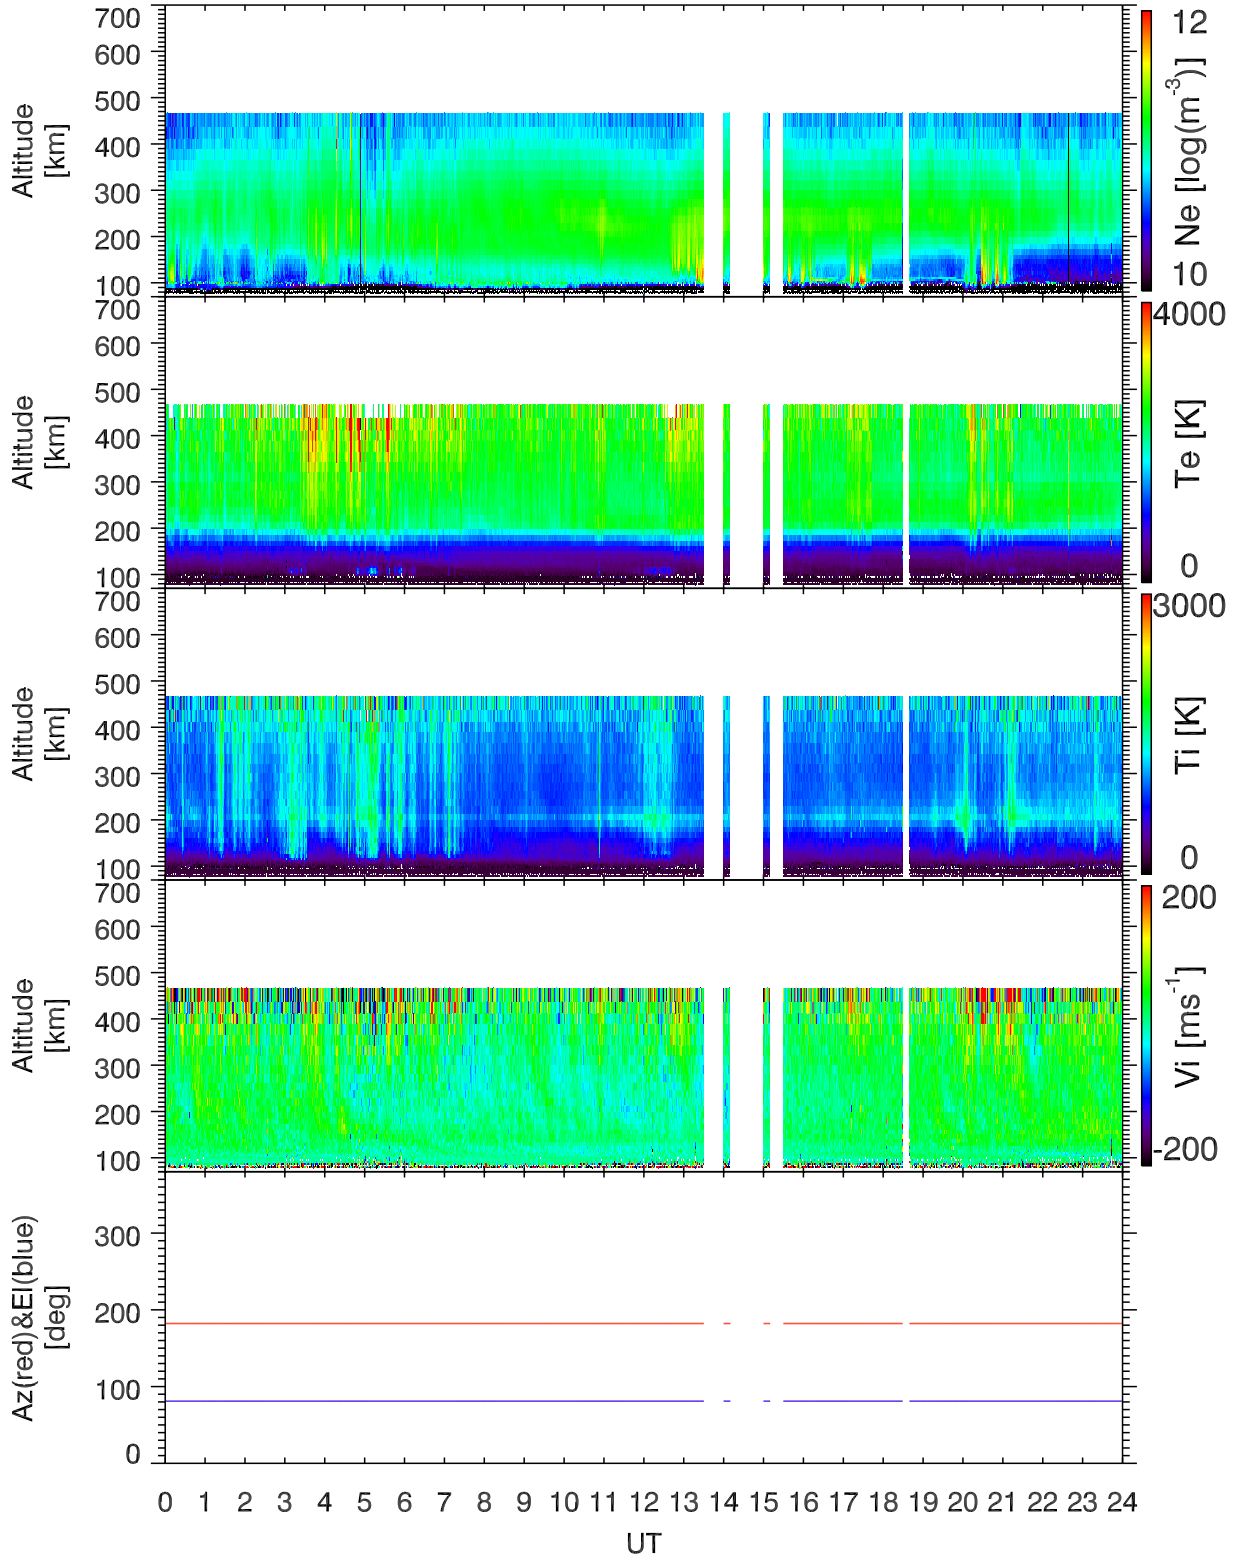 700
600
500
400
300
200
100
Altitude
[km]
12
10
Ne [log(m⁻³)]
700
600
500
400
300
200
100
Altitude
[km]
4000
0
Te [K]
700
600
500
400
300
200
100
Altitude
[km]
3000
0
Ti [K]
700
600
500
400
300
200
100
Altitude
[km]
200
-200
Vi [ms⁻¹]
300
200
100
0
Az(red)&El(blue)
[deg]
0 1 2 3 4 5 6 7 8 9 10 11 12 13 14 15 16 17 18 19 20 21 22 23 24
UT